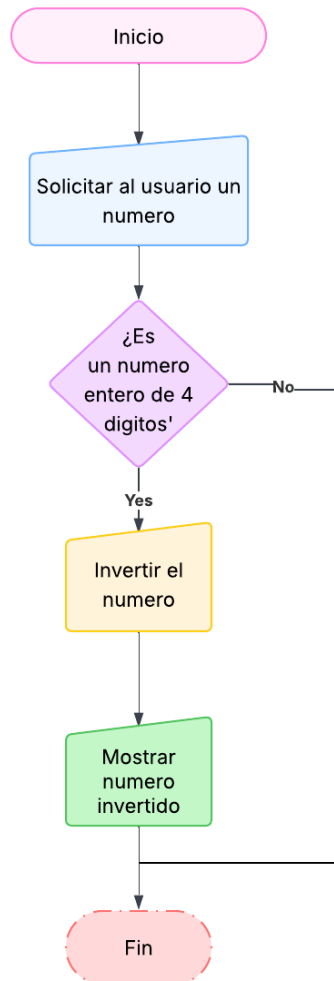 Inicio
Solicitar al usuario un
numero
¿Es
un numero
entero de 4
digitos'
No
Yes
Invertir el
numero
Mostrar
numero
invertido
Fin